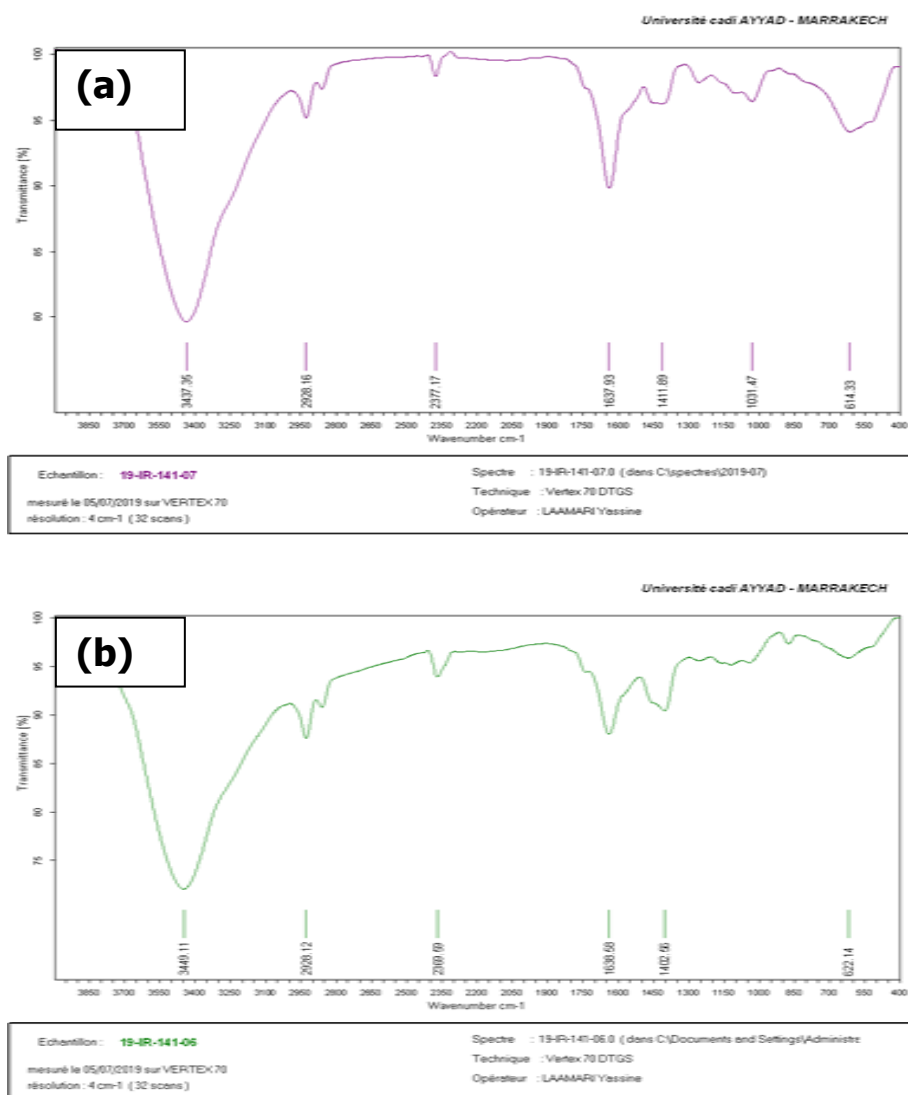 Université cadi AYYAD - MARRAKECH
(a)
100
95
90
85
80
Transmittance [%]
3437.35
2928.16
2377.17
1637.93
1411.89
1031.47
614.33
3850 3700 3550 3400 3250 3100 2950 2800 2650 2500 2350 2200 2050 1900 1750 1600 1450 1300 1150 1000 850 700 550 400
Wavenumber cm-1
Echantillon : 19-IR-141-07
mesuré le 05/07/2019 sur VERTEX 70
résolution : 4 cm-1 ( 32 scans )
Spectre : 19-IR-141-07.0 ( dans C:\spectres\2019-07)
Technique : Vertex 70 DTGS
Opérateur : LAAMARI Yassine
Université cadi AYYAD - MARRAKECH
(b)
100
95
90
85
80
75
Transmittance [%]
3449.11
2928.12
2369.69
1638.68
1402.56
622.14
3850 3700 3550 3400 3250 3100 2950 2800 2650 2500 2350 2200 2050 1900 1750 1600 1450 1300 1150 1000 850 700 550 400
Wavenumber cm-1
Echantillon : 19-IR-141-06
mesuré le 05/07/2019 sur VERTEX 70
résolution : 4 cm-1 ( 32 scans )
Spectre : 19-IR-141-06.0 ( dans C:\Documents and Settings\Administre
Technique : Vertex 70 DTGS
Opérateur : LAAMARI Yassine